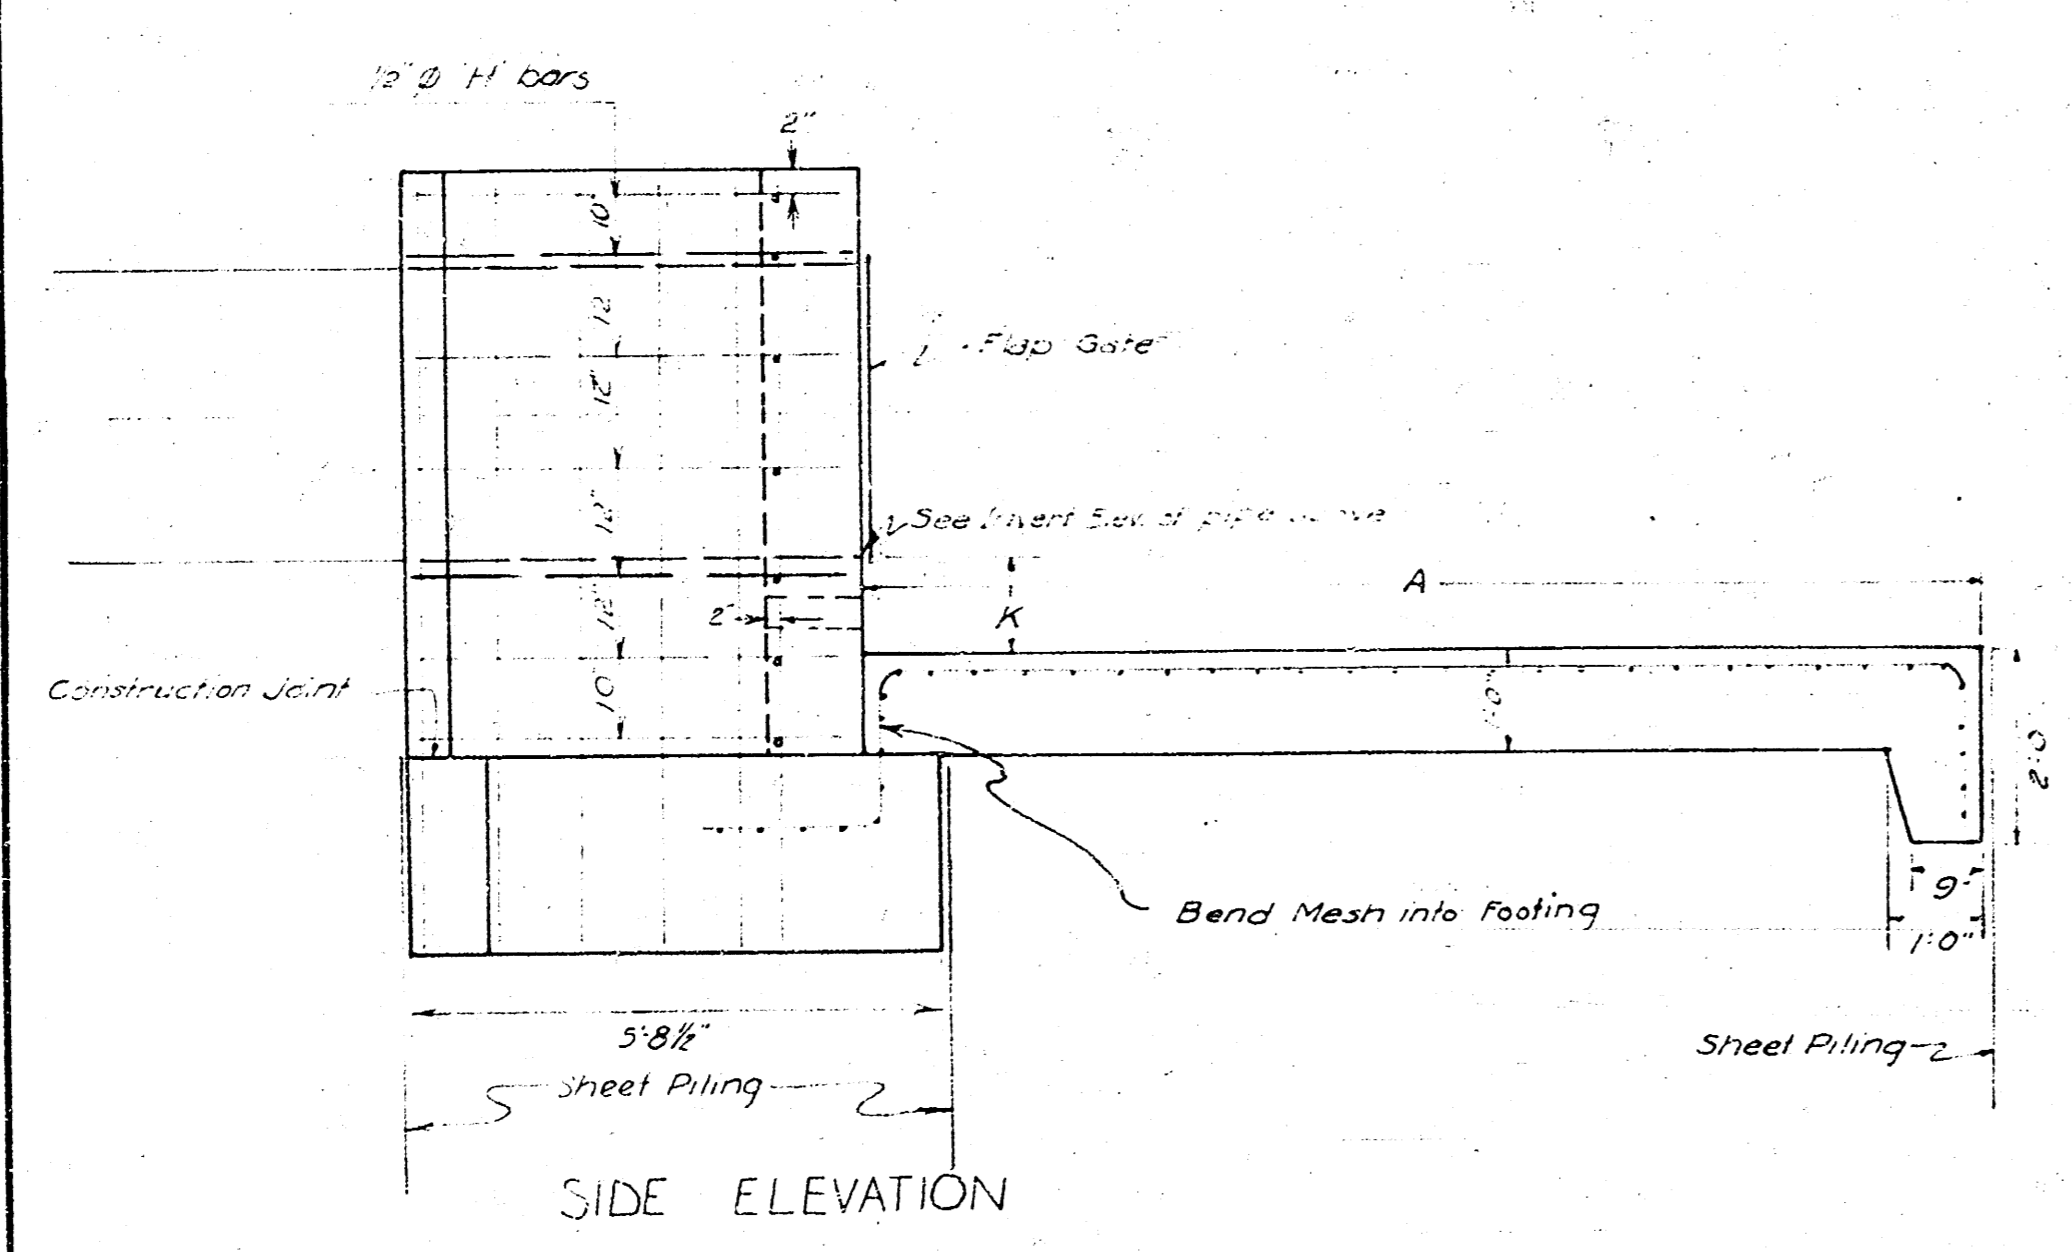 ½" φ 'H' bars
2"
10"
12
12"
Flap Gate
12"
See Invert Elev. of pipe above
A
K
2"
12"
Construction Joint
10"
1'-0"
2'-0"
9"
Bend Mesh into Footing
1'-0"
5'-8½"
Sheet Piling
Sheet Piling
SIDE ELEVATION